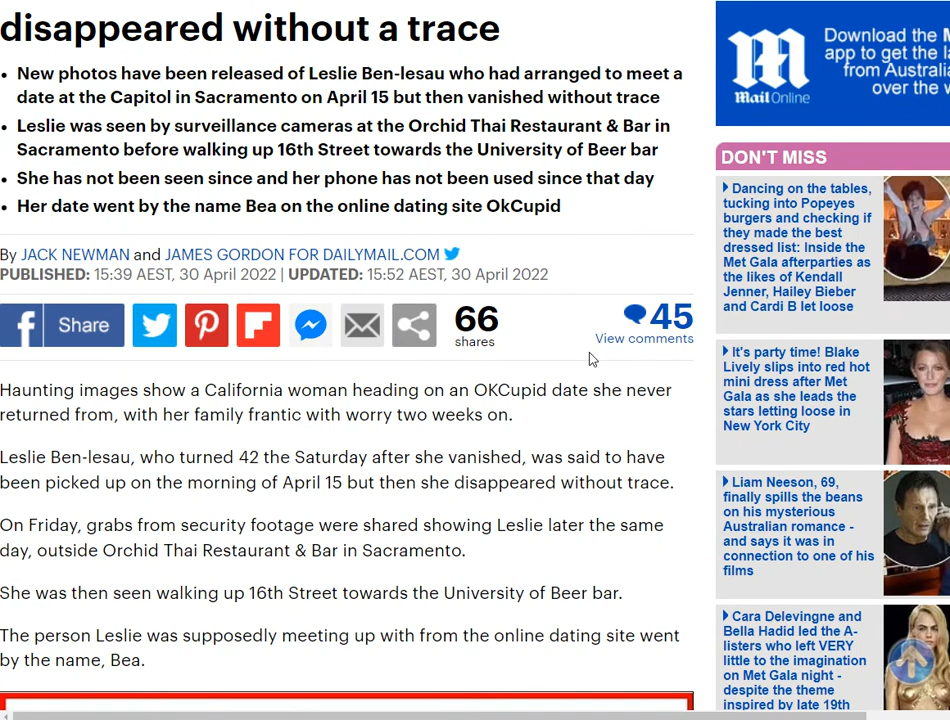 disappeared without a trace
New photos have been released of Leslie Ben-lesau who had arranged to meet a
date at the Capitol in Sacramento on April 15 but then vanished without trace
Leslie was seen by surveillance cameras at the Orchid Thai Restaurant & Bar in
Sacramento before walking up 16th Street towards the University of Beer bar
She has not been seen since and her phone has not been used since that day
Her date went by the name Bea on the online dating site OkCupid
By JACK NEWMAN and JAMES GORDON FOR DAILYMAIL.COM
PUBLISHED: 15:39 AEST, 30 April 2022 | UPDATED: 15:52 AEST, 30 April 2022
Share
66
shares
45
View comments
Haunting images show a California woman heading on an OKCupid date she never
returned from, with her family frantic with worry two weeks on.
Leslie Ben-lesau, who turned 42 the Saturday after she vanished, was said to have
been picked up on the morning of April 15 but then she disappeared without trace.
On Friday, grabs from security footage were shared showing Leslie later the same
day, outside Orchid Thai Restaurant & Bar in Sacramento.
She was then seen walking up 16th Street towards the University of Beer bar.
The person Leslie was supposedly meeting up with from the online dating site went
by the name, Bea.
Mail Online
Download the M
app to get the la
from Australia
over the w
DON'T MISS
Dancing on the tables,
tucking into Popeyes
burgers and checking if
they made the best
dressed list: Inside the
Met Gala afterparties as
the likes of Kendall
Jenner, Hailey Bieber
and Cardi B let loose
It's party time! Blake
Lively slips into red hot
mini dress after Met
Gala as she leads the
stars letting loose in
New York City
Liam Neeson, 69,
finally spills the beans
on his mysterious
Australian romance -
and says it was in
connection to one of his
films
Cara Delevingne and
Bella Hadid led the A-
listers who left VERY
little to the imagination
on Met Gala night -
despite the theme
inspired by late 19th